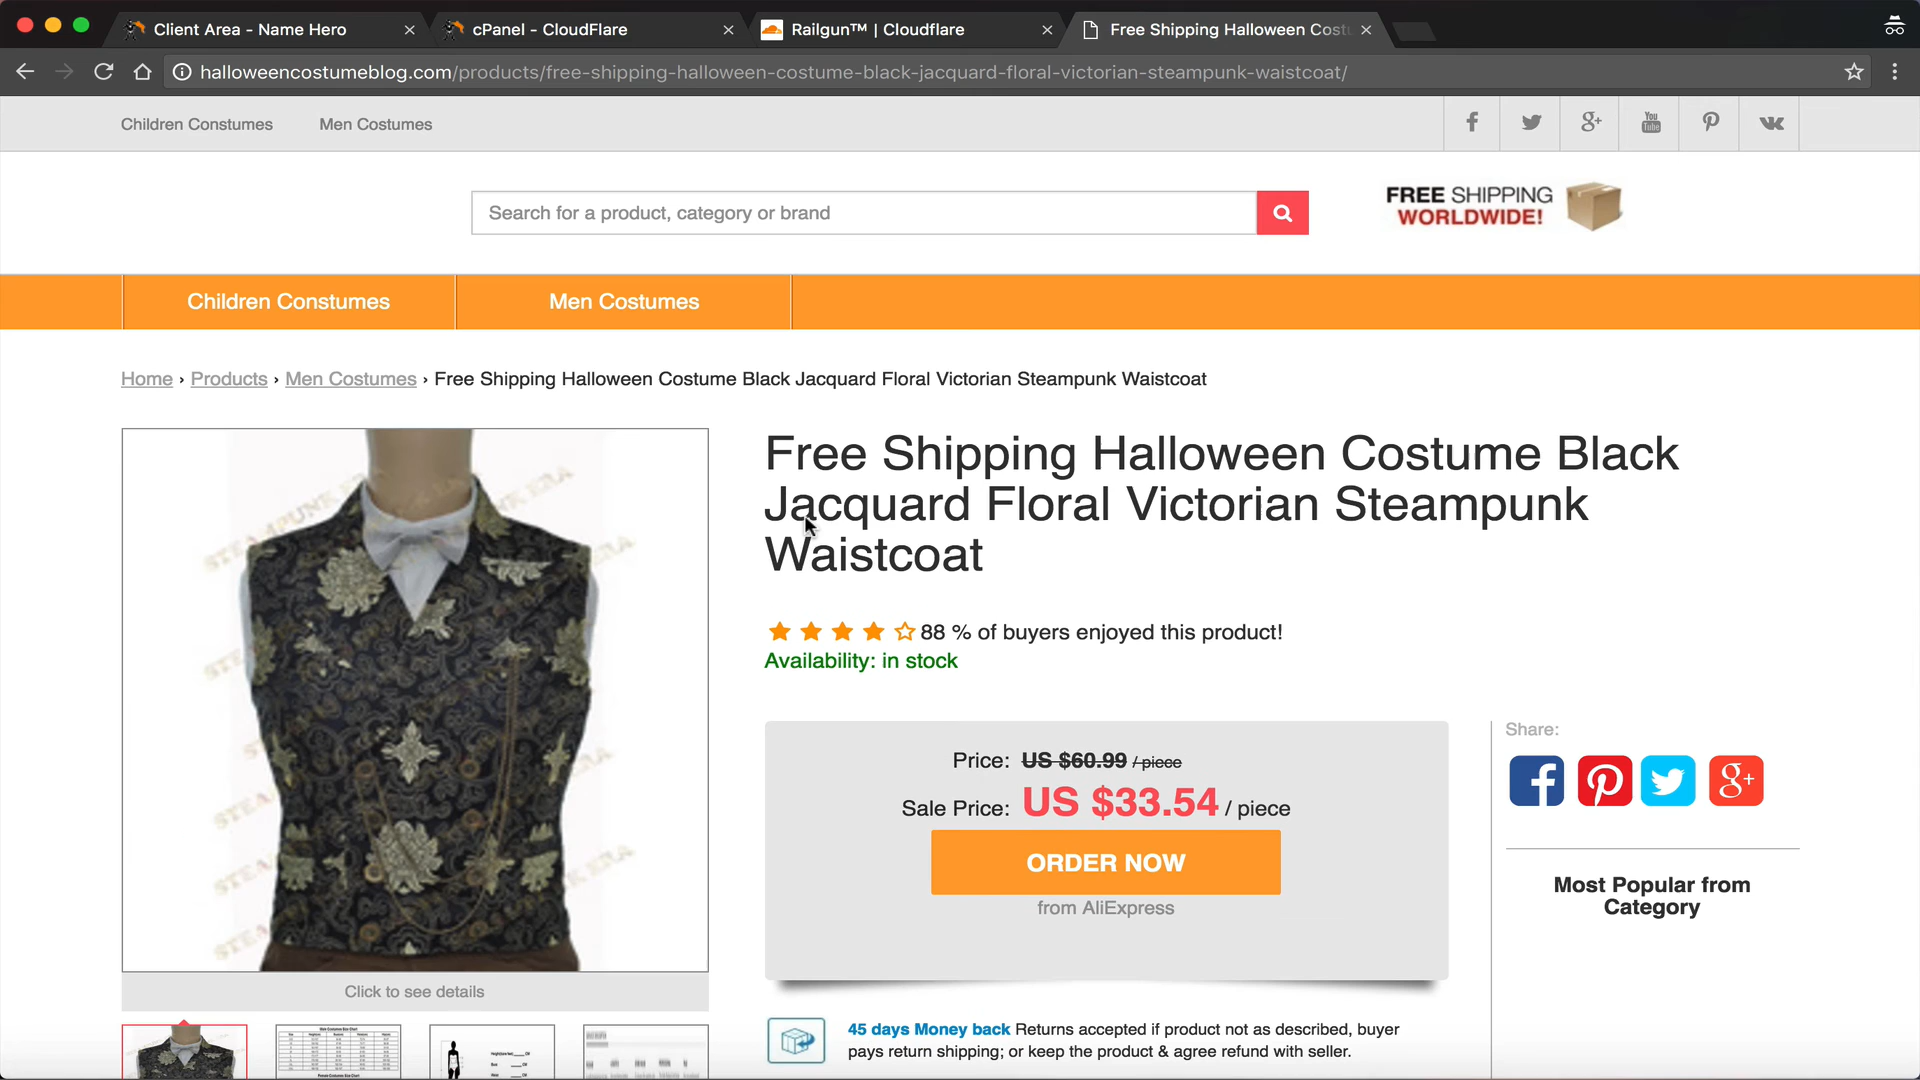 Client Area - Name Hero
cPanel - CloudFlare
Railgun™ | Cloudflare
Free Shipping Halloween Cost
halloweencostumeblog.com/products/free-shipping-halloween-costume-black-jacquard-floral-victorian-steampunk-waistcoat/
Children Constumes
Men Costumes
You
Tube
Search for a product, category or brand
FREE SHIPPING
WORLDWIDE!
Children Constumes
Men Costumes
Home › Products › Men Costumes › Free Shipping Halloween Costume Black Jacquard Floral Victorian Steampunk Waistcoat
Free Shipping Halloween Costume Black
Jacquard Floral Victorian Steampunk
Waistcoat
88 % of buyers enjoyed this product!
Availability: in stock
Price: US $60.99 / piece
Sale Price: US $33.54 / piece
ORDER NOW
from AliExpress
Share:
Most Popular from
Category
Click to see details
45 days Money back Returns accepted if product not as described, buyer
pays return shipping; or keep the product & agree refund with seller.